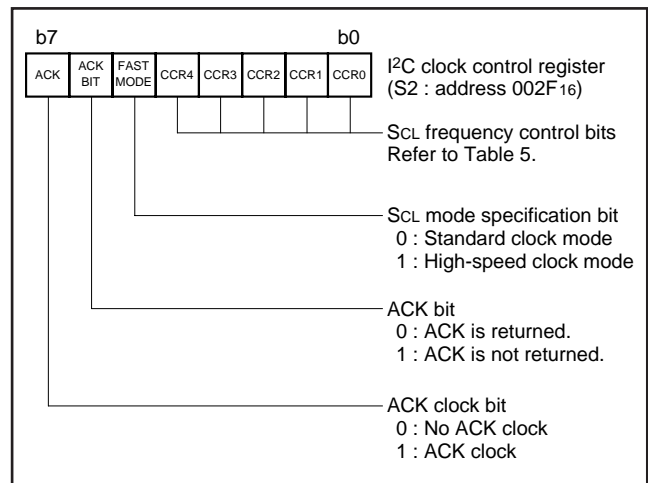 b7 b0
ACK ACK BIT FAST MODE CCR4 CCR3 CCR2 CCR1 CCR0
I2C clock control register
(S2 : address 002F16)
SCL frequency control bits
Refer to Table 5.
SCL mode specification bit
0 : Standard clock mode
1 : High-speed clock mode
ACK bit
0 : ACK is returned.
1 : ACK is not returned.
ACK clock bit
0 : No ACK clock
1 : ACK clock